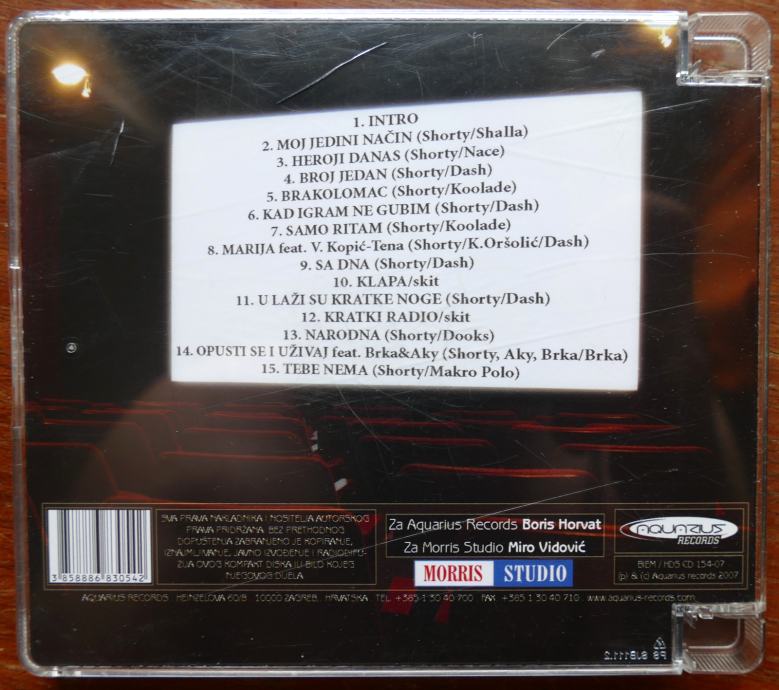 1. INTRO
2. MOJ JEDINI NAČIN (Shorty/Shalla)
3. HEROJI DANAS (Shorty/Nace)
4. BROJ JEDAN (Shorty/Dash)
5. BRAKOLOMAC (Shorty/Koolade)
6. KAD IGRAM NE GUBIM (Shorty/Dash)
7. SAMO RITAM (Shorty/Koolade)
8. MARIJA feat. V. Kopić-Tena (Shorty/K.Oršolić/Dash)
9. SA DNA (Shorty/Dash)
10. KLAPA/skit
11. U LAŽI SU KRATKE NOGE (Shorty/Dash)
12. KRATKI RADIO/skit
13. NARODNA (Shorty/Dooks)
14. OPUSTI SE I UŽIVAJ feat. Brka&Aky (Shorty, Aky, Brka/Brka)
15. TEBE NEMA (Shorty/Makro Polo)
3 858886 830542
SVA PRAVA NAKLADNIKA I NOSITELJA AUTORSKOG
PRAVA PRIDRŽANA. BEZ PRETHODNOG
DOPUŠTENJA ZABRANJENO JE KOPIRANJE,
IZNAJMLJIVANJE, JAVNO IZVOĐENJE I RADIODIFU-
ZIJA OVOG KOMPAKT DISKA ILI BILO KOJEG
NJEGOVOG DIJELA.
Za Aquarius Records Boris Horvat
Za Morris Studio Miro Vidović
MORRIS STUDIO
AQUARIUS
RECORDS
BIEM / HDS CD 154-07
(p) & (c) Aquarius records 2007
AQUARIUS RECORDS HEINZELOVA 60/B 10000 ZAGREB, HRVATSKA TEL. +385 1 30 40 700 FAX +385 1 30 40 710 www.aquarius-records.com